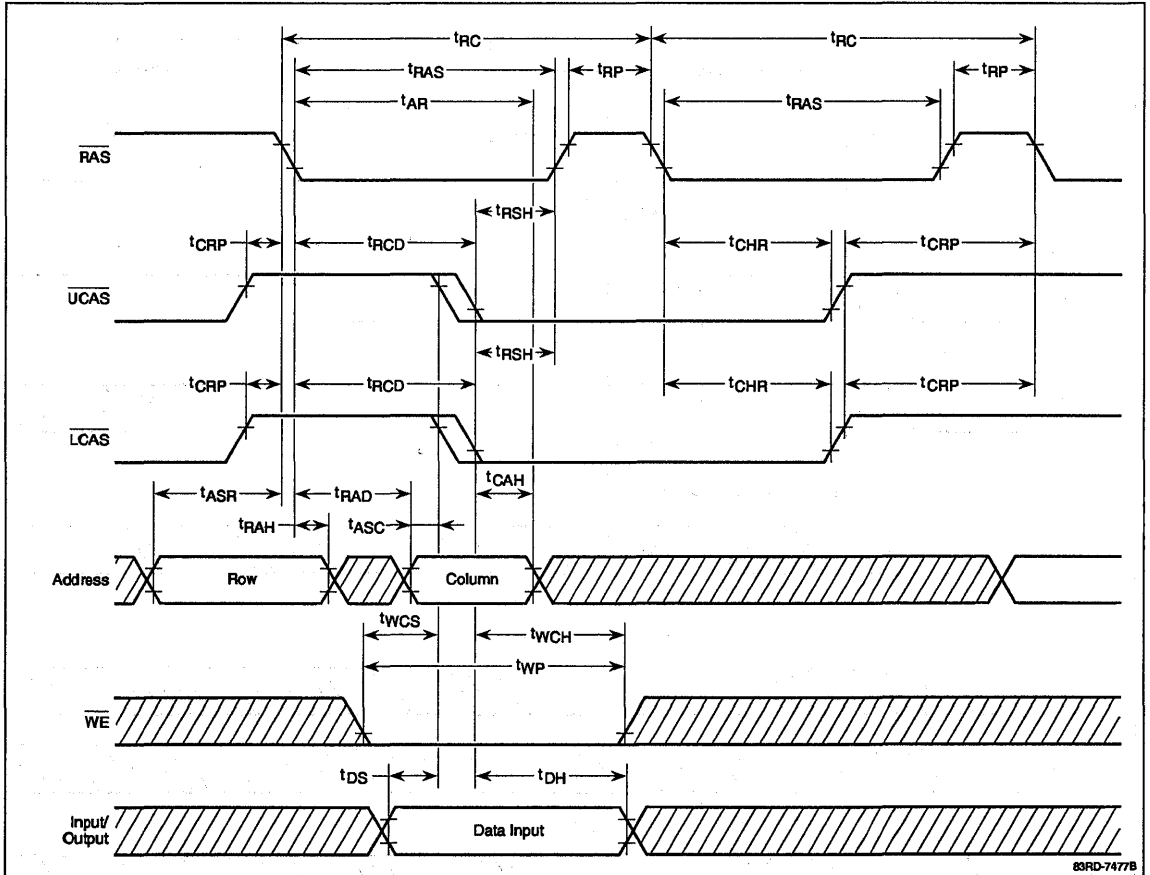 tRC tRC
tRAS tRP tRP
tAR tRAS
RAS
tRSH
tCRP tRCD tCHR tCRP
UCAS
tRSH
tCRP tRCD tCHR tCRP
LCAS
tCAH
tASR tRAD
tRAH tASC
Address Row Column
tWCS tWCH
tWP
WE
tDS tDH
Input/
Output Data Input
83RD-7477B